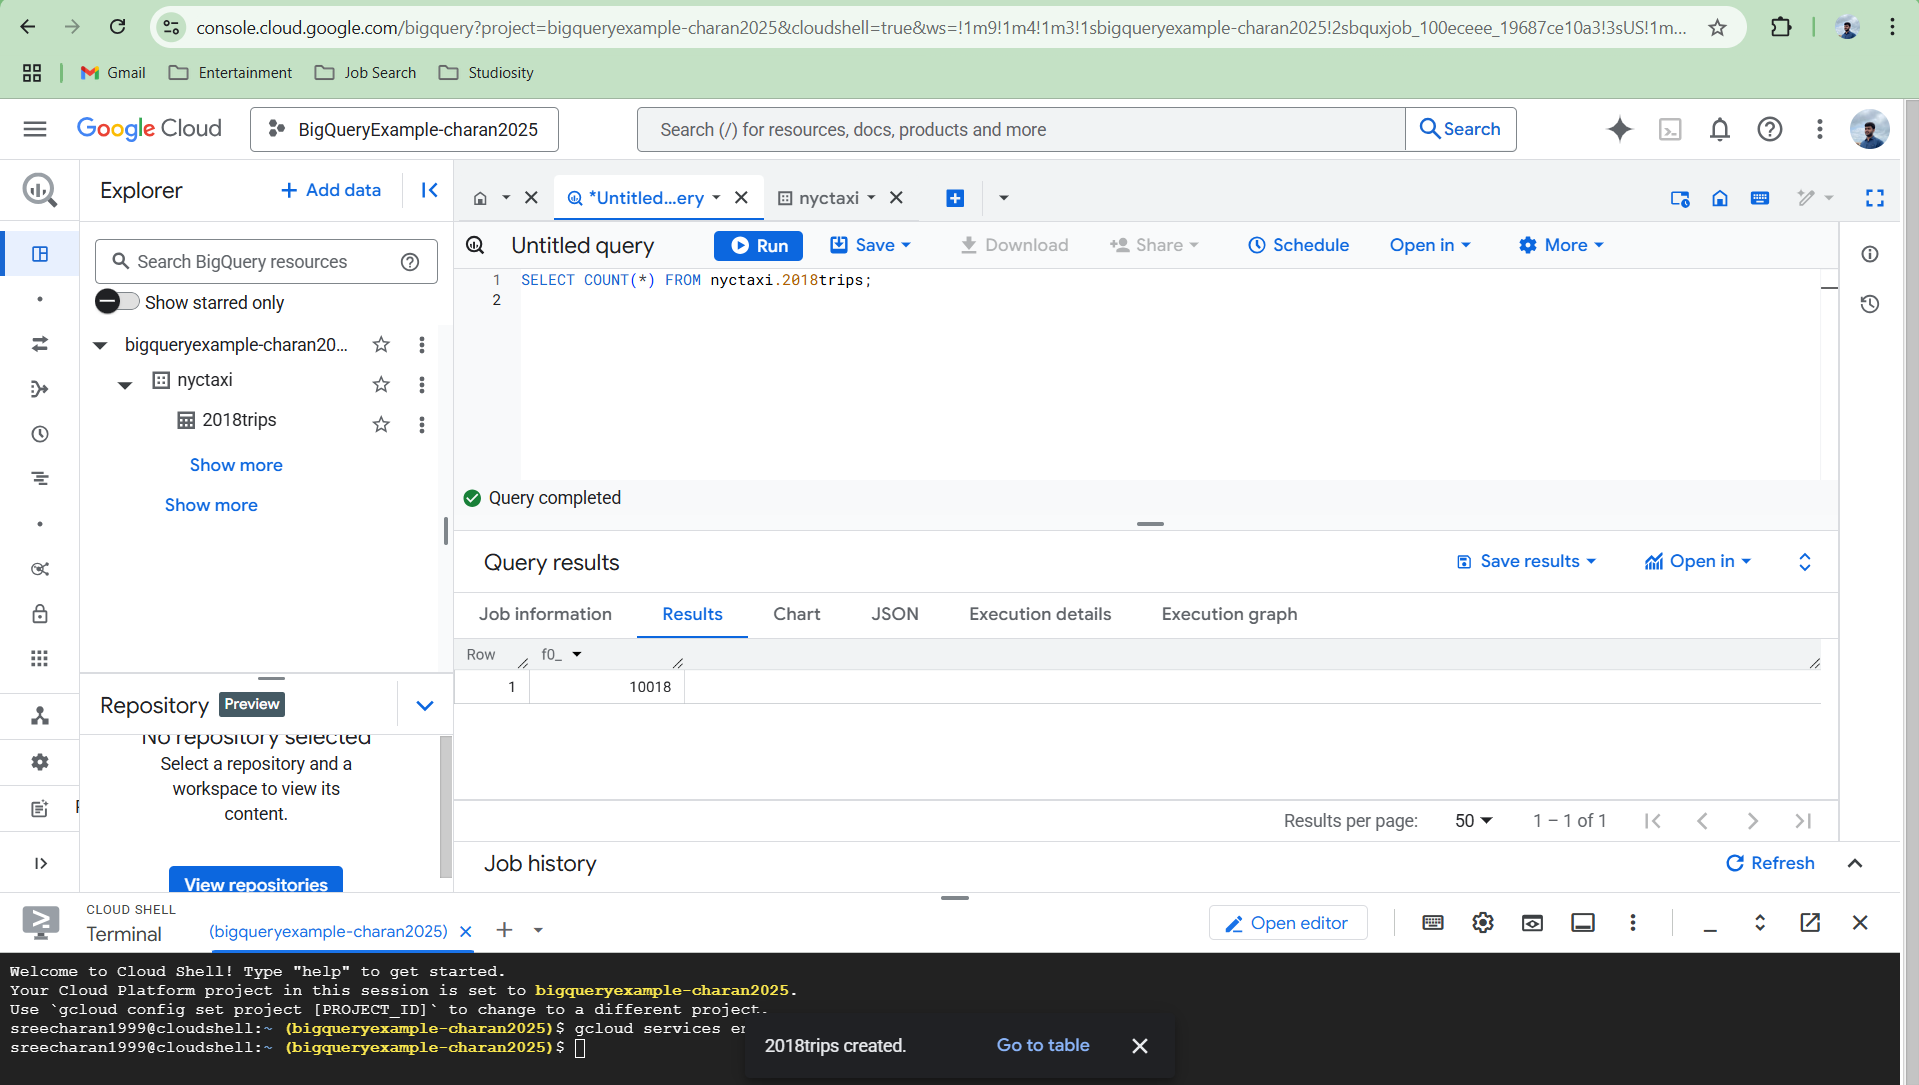 console.cloud.google.com/bigquery?project=bigqueryexample-charan2025&cloudshell=true&ws=!1m9!1m4!1m3!1sbigqueryexample-charan2025!2sbquxjob_100eceee_19687ce10a3!3sUS!1m...
Gmail Entertainment Job Search Studiosity
Google Cloud BigQueryExample-charan2025 Search (/) for resources, docs, products and more Search
Explorer + Add data
*Untitled...ery nyctaxi
Untitled query Run Save Download Share Schedule Open in More
Search BigQuery resources
Show starred only
bigqueryexample-charan20...
nyctaxi
2018trips
Show more
Show more
1 SELECT COUNT(*) FROM nyctaxi.2018trips;
2
Query completed
Query results Save results Open in
Job information Results Chart JSON Execution details Execution graph
Row f0_
1 10018
Repository Preview
No repository selected
Select a repository and a
workspace to view its
content.
View repositories
Results per page: 50 1 – 1 of 1
Job history Refresh
CLOUD SHELL
Terminal (bigqueryexample-charan2025) Open editor
Welcome to Cloud Shell! Type "help" to get started.
Your Cloud Platform project in this session is set to bigqueryexample-charan2025.
Use `gcloud config set project [PROJECT_ID]` to change to a different project.
sreecharan1999@cloudshell:~ (bigqueryexample-charan2025)$ gcloud services
sreecharan1999@cloudshell:~ (bigqueryexample-charan2025)$
2018trips created. Go to table